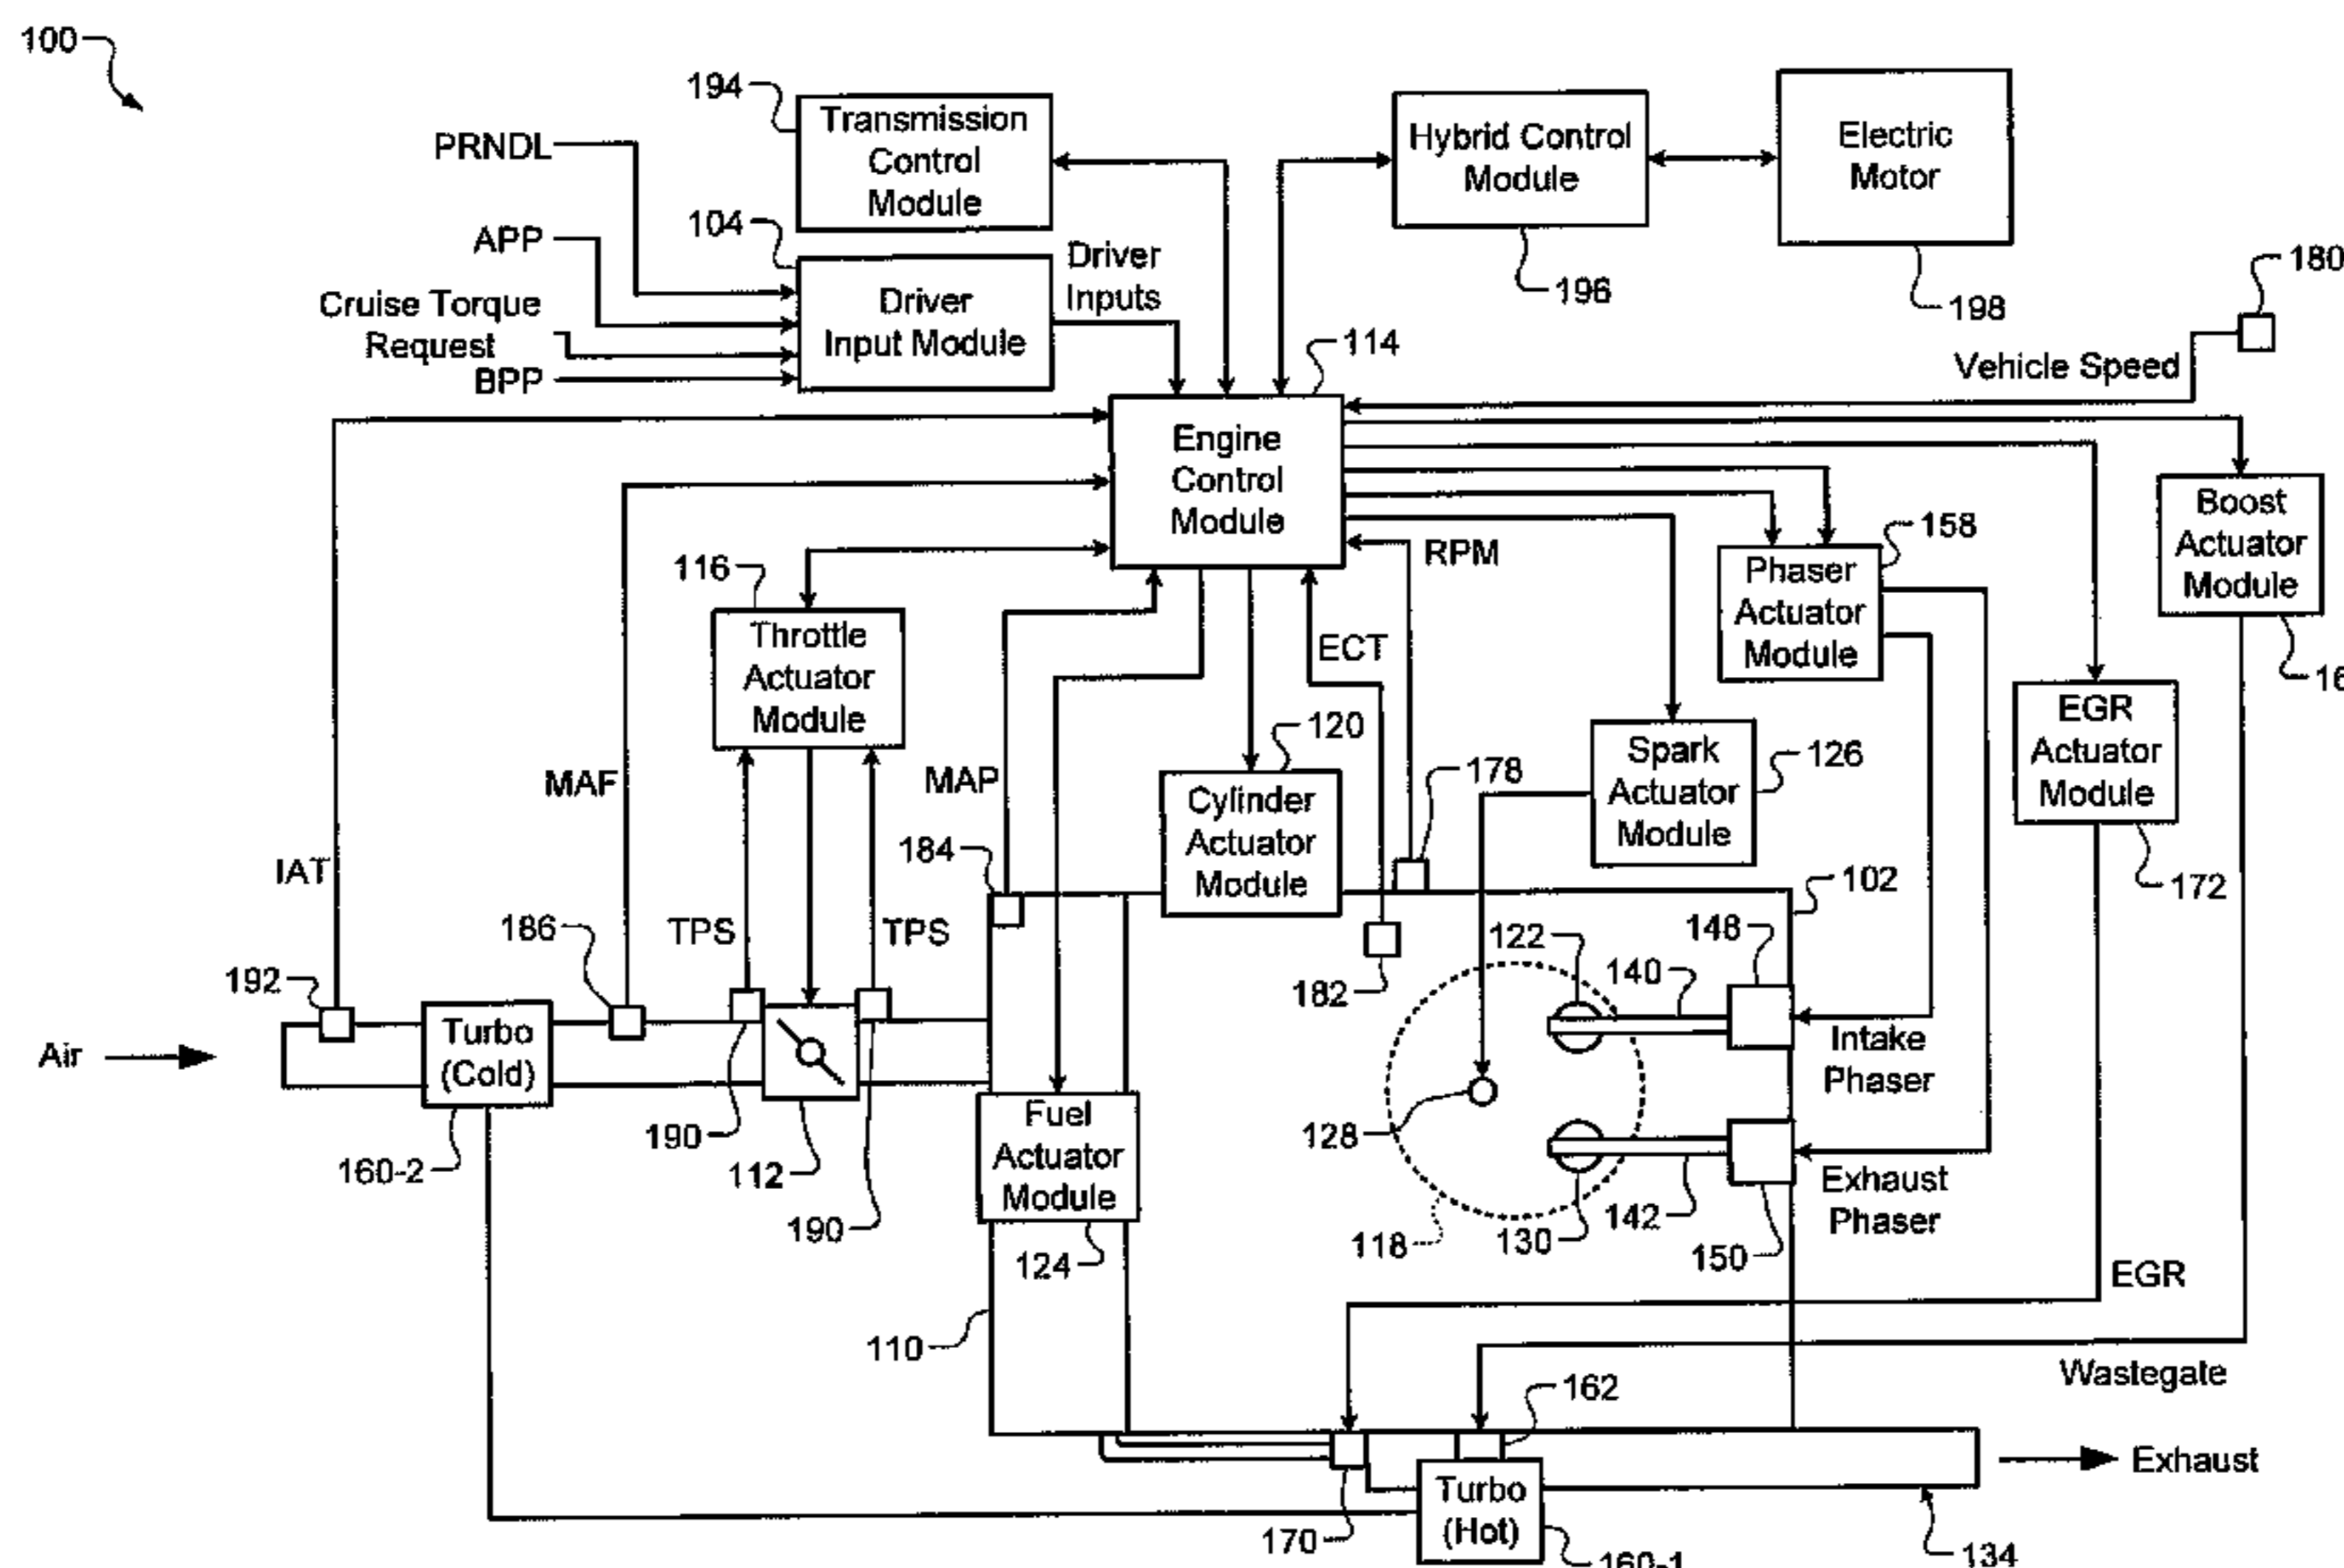 100
194
Transmission
Control
Module
Hybrid Control
Module
Electric
Motor
PRNDL
APP
Cruise Torque
Request
BPP
104
Driver
Input Module
Driver
Inputs
196
198
180
Vehicle Speed
114
Engine
Control
Module
RPM
158
Phaser
Actuator
Module
Boost
Actuator
Module
116
Throttle
Actuator
Module
ECT
EGR
Actuator
Module
172
120
Cylinder
Actuator
Module
178
Spark
Actuator
Module
126
MAF
MAP
IAT
184
102
186
TPS
TPS
122
140
148
182
192
Air
Turbo
(Cold)
Intake
Phaser
160-2
190
112
190
Fuel
Actuator
Module
124
128
118
130
142
150
Exhaust
Phaser
EGR
110
Wastegate
162
Exhaust
170
Turbo
(Hot)
160-1
134